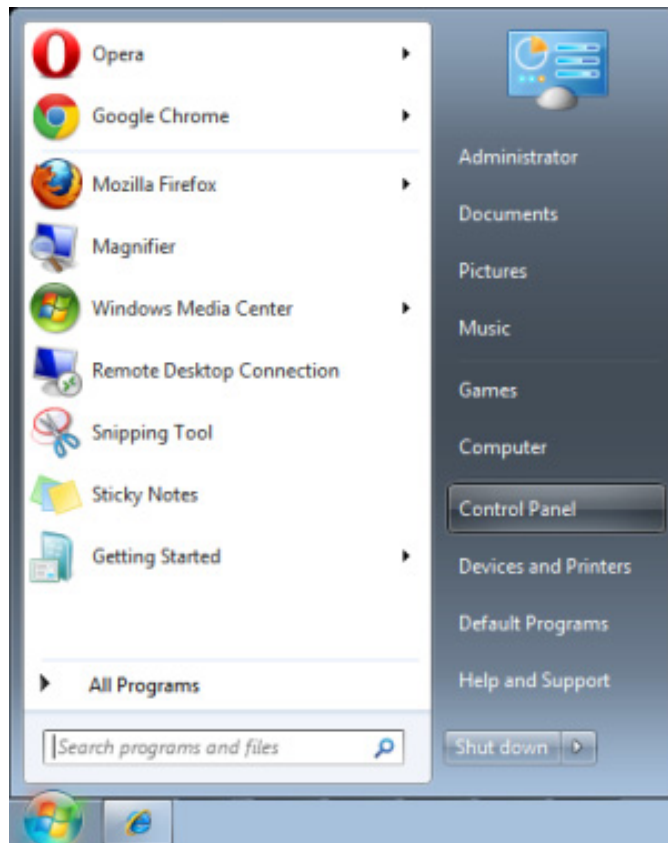 Opera
Google Chrome
Mozilla Firefox
Magnifier
Windows Media Center
Remote Desktop Connection
Snipping Tool
Sticky Notes
Getting Started
All Programs
Search programs and files
Administrator
Documents
Pictures
Music
Games
Computer
Control Panel
Devices and Printers
Default Programs
Help and Support
Shut down